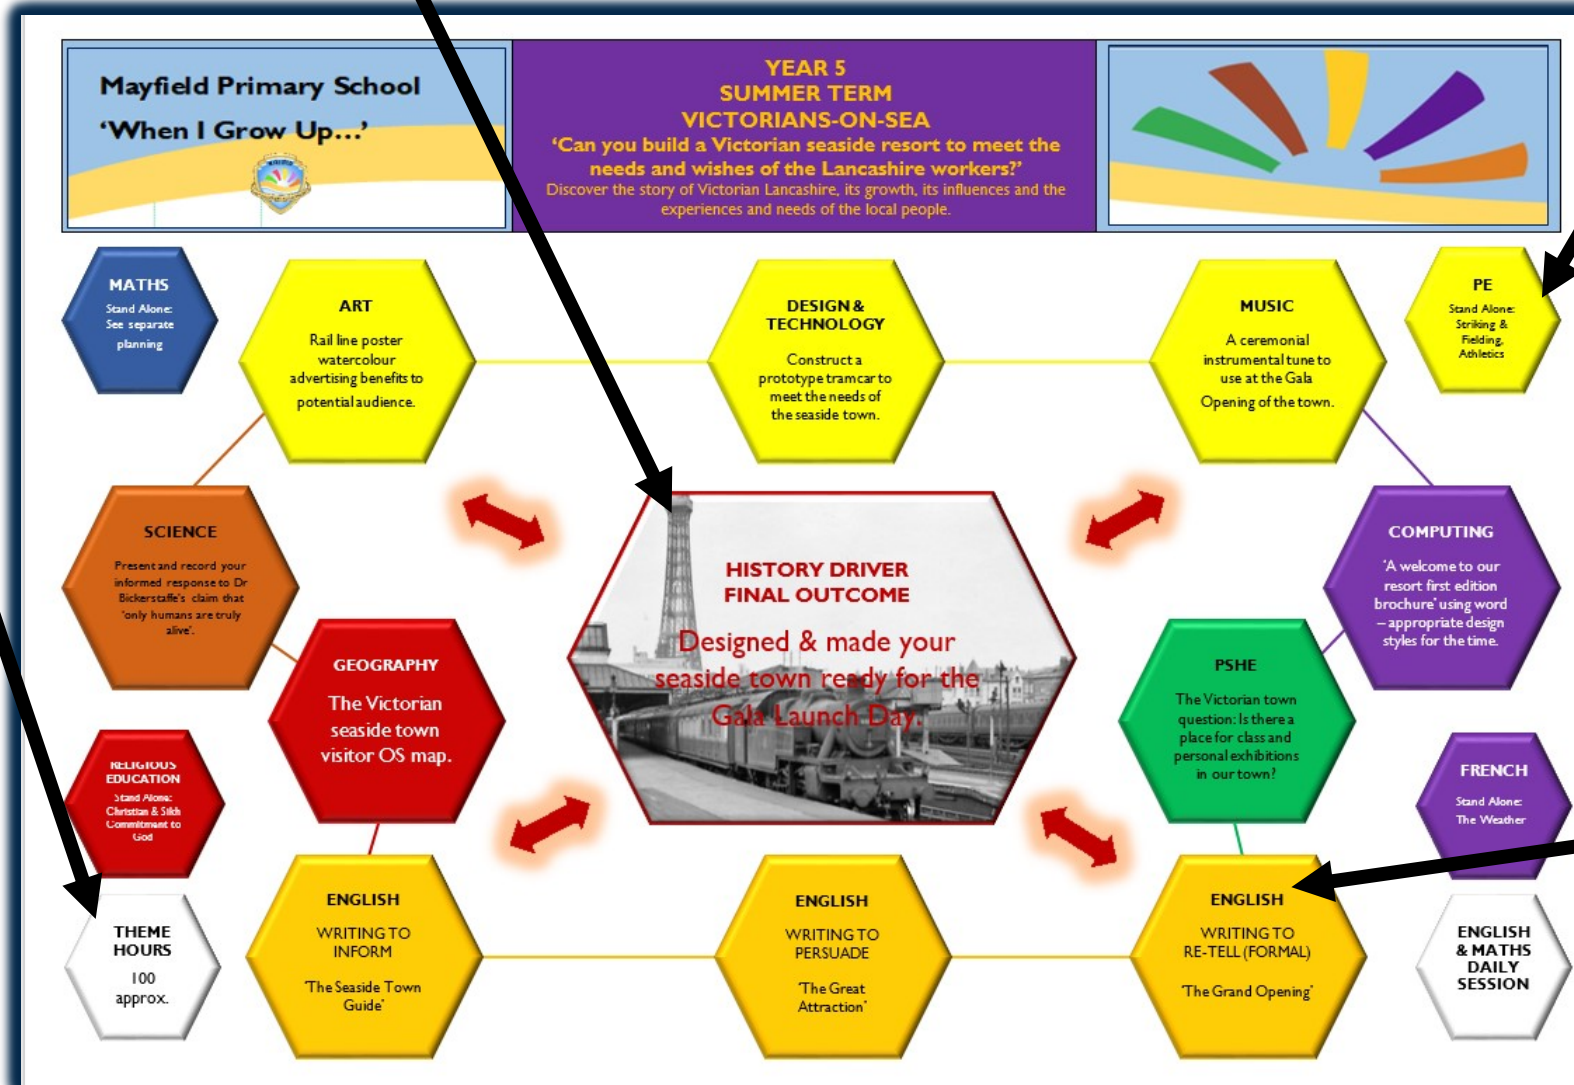 Mayfield Primary School
‘When I Grow Up…’
YEAR 5
SUMMER TERM
VICTORIANS-ON-SEA
‘Can you build a Victorian seaside resort to meet the
needs and wishes of the Lancashire workers?’
Discover the story of Victorian Lancashire, its growth, its influences and the
experiences and needs of the local people.
MATHS
Stand Alone:
See separate
planning
ART
Rail line poster
watercolour
advertising benefits to
potential audience.
DESIGN &
TECHNOLOGY
Construct a
prototype tramcar to
meet the needs of
the seaside town.
MUSIC
A ceremonial
instrumental tune to
use at the Gala
Opening of the town.
PE
Stand Alone:
Striking &
Fielding,
Athletics
SCIENCE
Present and record your
informed response to Dr
Bickerstaffe's claim that
‘only humans are truly
alive’.
HISTORY DRIVER
FINAL OUTCOME
Designed & made your
seaside town ready for the
Gala Launch Day.
COMPUTING
‘A welcome to our
resort first edition
brochure’ using word
– appropriate design
styles for the time.
GEOGRAPHY
The Victorian
seaside town
visitor OS map.
PSHE
The Victorian town
question: Is there a
place for class and
personal exhibitions
in our town?
RELIGIOUS
EDUCATION
Stand Alone:
Christian & Sikh
Commitment to
God
FRENCH
Stand Alone:
The Weather
THEME
HOURS
100
approx.
ENGLISH
WRITING TO
INFORM
‘The Seaside Town
Guide’
ENGLISH
WRITING TO
PERSUADE
‘The Great
Attraction’
ENGLISH
WRITING TO
RE-TELL (FORMAL)
‘The Grand Opening’
ENGLISH
& MATHS
DAILY
SESSION